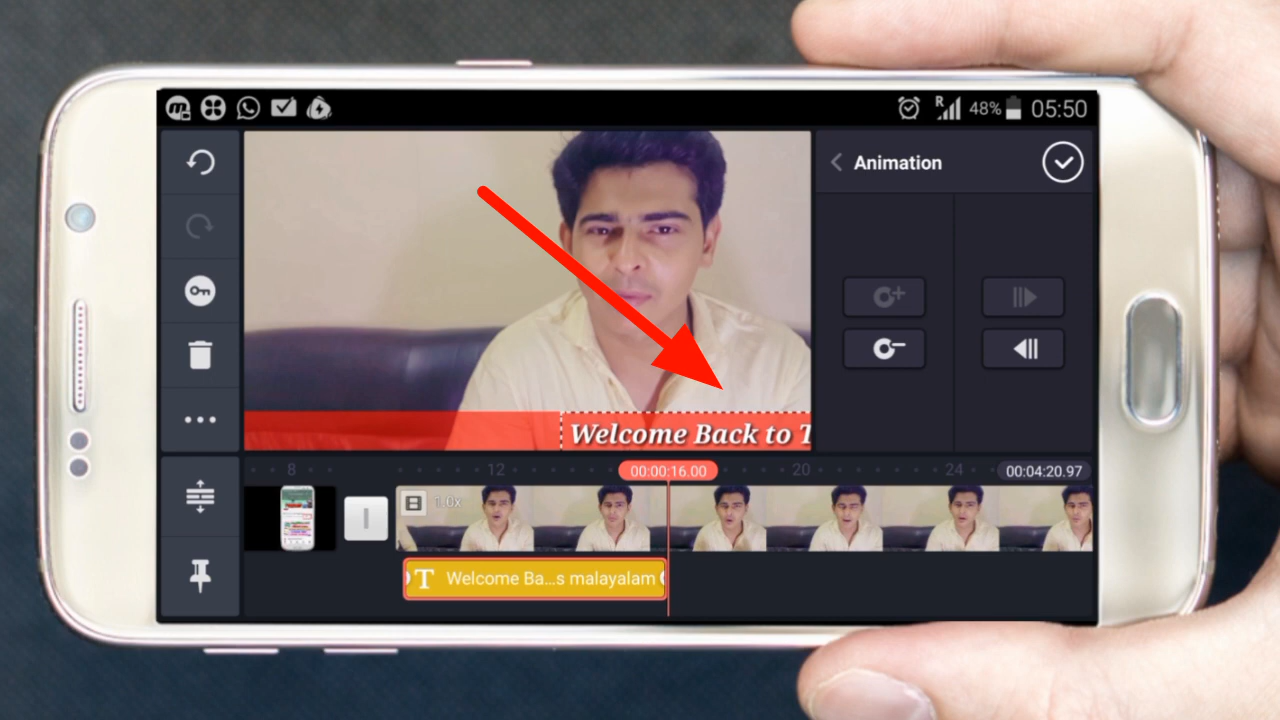 R 48% 05:50
Animation
Welcome Back to T
8 12 00:00:16.00 20 24 00:04:20.97
1.0x
T Welcome Ba...s malayalam